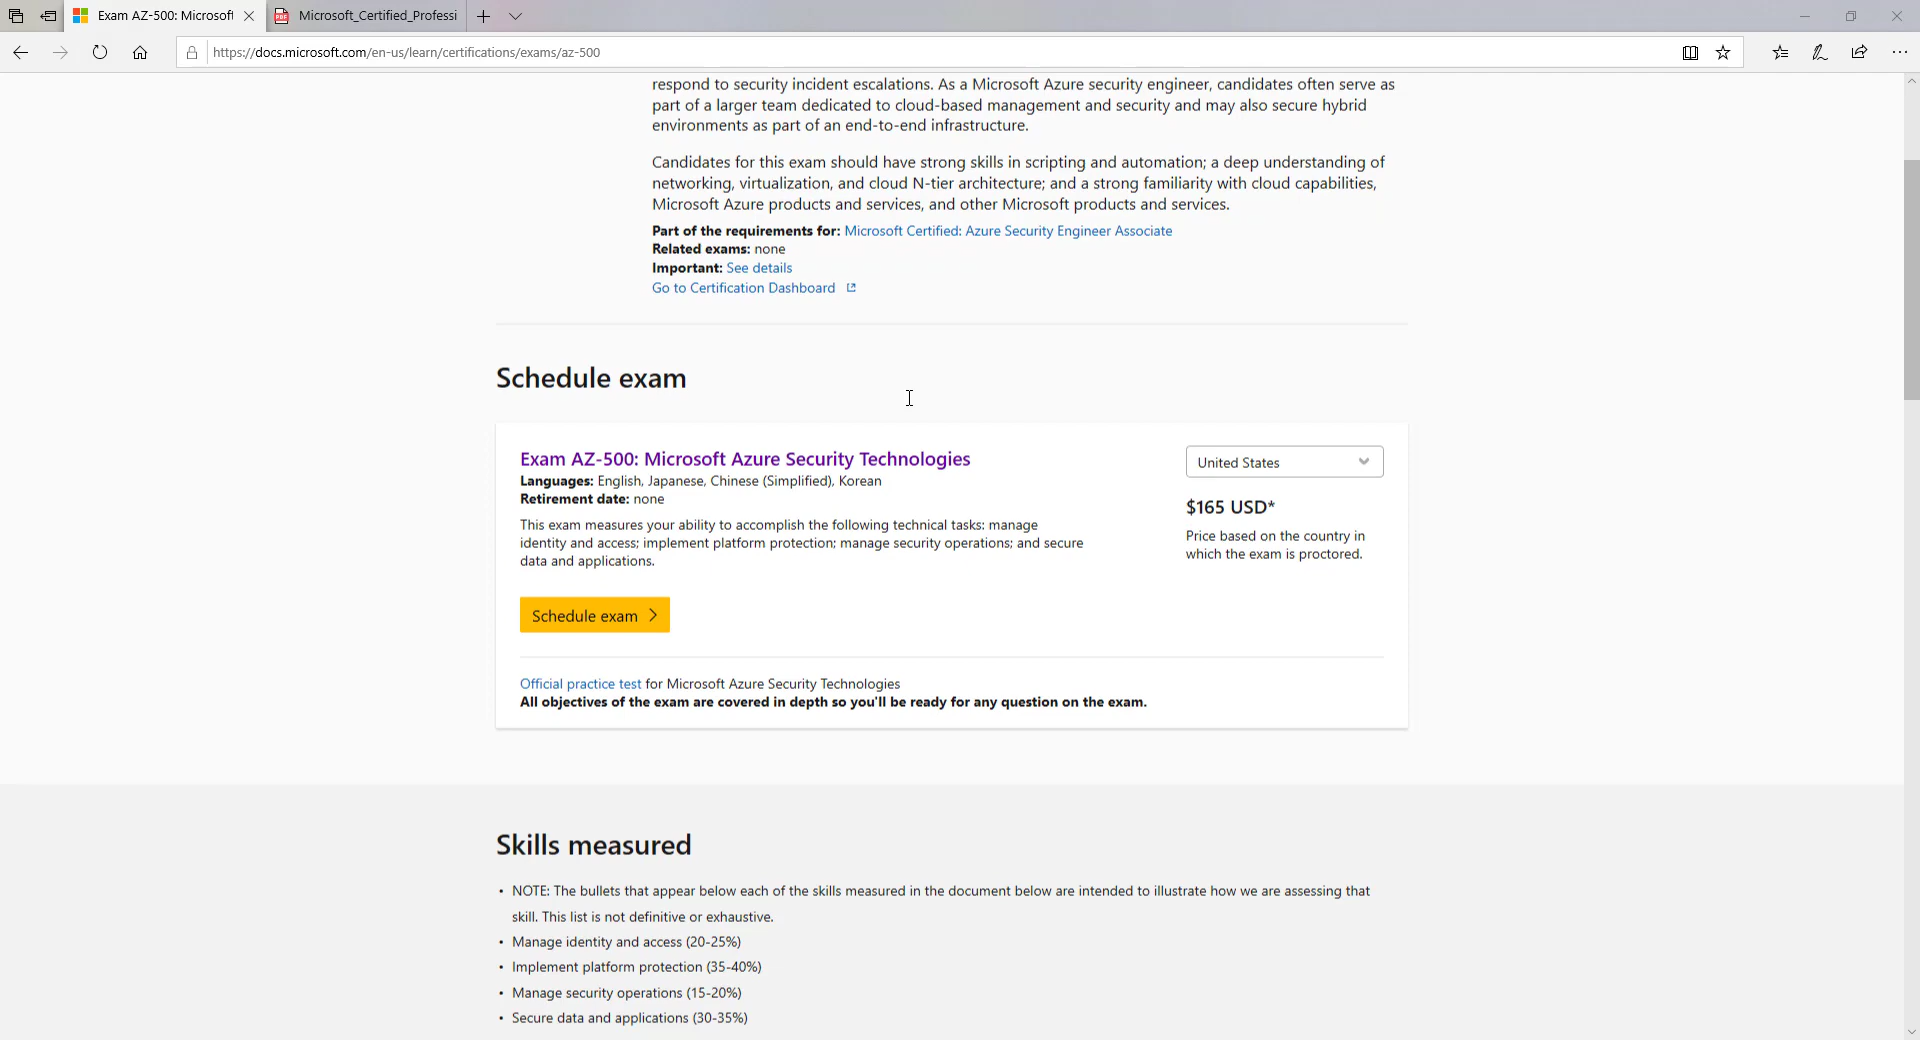 Exam AZ-500: Microsoft
Microsoft_Certified_Professi
https://docs.microsoft.com/en-us/learn/certifications/exams/az-500
respond to security incident escalations. As a Microsoft Azure security engineer, candidates often serve as
part of a larger team dedicated to cloud-based management and security and may also secure hybrid
environments as part of an end-to-end infrastructure.
Candidates for this exam should have strong skills in scripting and automation; a deep understanding of
networking, virtualization, and cloud N-tier architecture; and a strong familiarity with cloud capabilities,
Microsoft Azure products and services, and other Microsoft products and services.
Part of the requirements for: Microsoft Certified: Azure Security Engineer Associate
Related exams: none
Important: See details
Go to Certification Dashboard
Schedule exam
Exam AZ-500: Microsoft Azure Security Technologies
Languages: English, Japanese, Chinese (Simplified), Korean
Retirement date: none
This exam measures your ability to accomplish the following technical tasks: manage
identity and access; implement platform protection; manage security operations; and secure
data and applications.
United States
$165 USD*
Price based on the country in
which the exam is proctored.
Schedule exam
Official practice test for Microsoft Azure Security Technologies
All objectives of the exam are covered in depth so you'll be ready for any question on the exam.
Skills measured
• NOTE: The bullets that appear below each of the skills measured in the document below are intended to illustrate how we are assessing that
skill. This list is not definitive or exhaustive.
• Manage identity and access (20-25%)
• Implement platform protection (35-40%)
• Manage security operations (15-20%)
• Secure data and applications (30-35%)